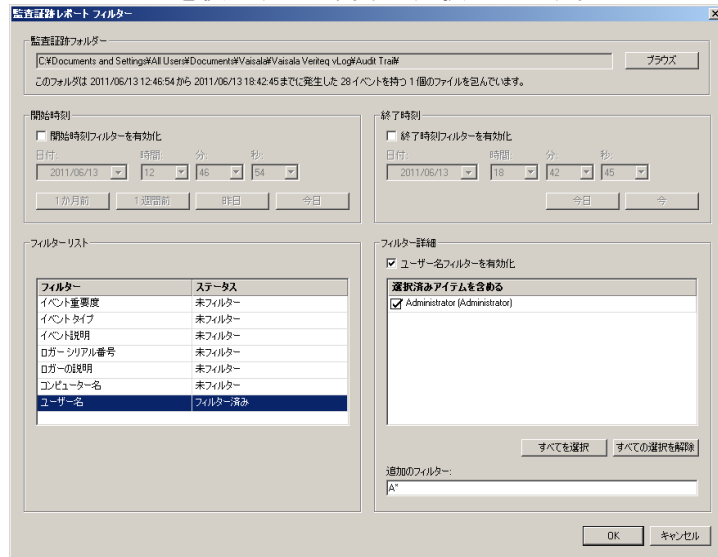 監査証跡レポート フィルター
監査証跡フォルダー
C:¥Documents and Settings¥All Users¥Documents¥Vaisala¥Vaisala Veriteq vLog¥Audit Trail¥
ブラウズ
このフォルダは 2011/06/13 12:46:54 から 2011/06/13 18:42:45までに発生した 28 イベントを持つ 1 個のファイルを包んでいます。
開始時刻
開始時刻フィルターを有効化
日付: 時間: 分: 秒:
2011/06/13 12 46 54
1か月前 1週間前 昨日 今日
終了時刻
終了時刻フィルターを有効化
日付: 時間: 分: 秒:
2011/06/13 18 42 45
今日 今
フィルターリスト
フィルター ステータス
イベント重要度 未フィルター
イベント タイプ 未フィルター
イベント説明 未フィルター
ロガー シリアル番号 未フィルター
ロガーの説明 未フィルター
コンピューター名 未フィルター
ユーザー名 フィルター済み
フィルター詳細
ユーザー名フィルターを有効化
選択済みアイテムを含める
Administrator (Administrator)
すべてを選択 すべての選択を解除
追加のフィルター:
A*
OK キャンセル